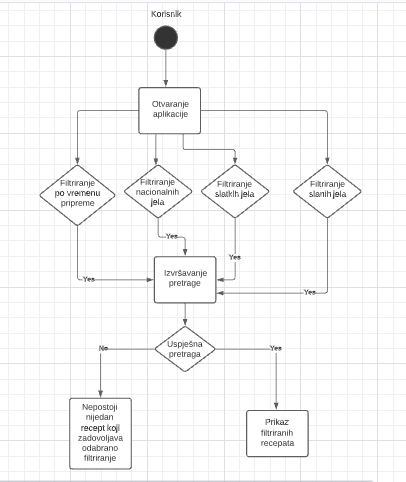 Korisnik
Otvaranje
aplikacije
Filtriranje
po vremenu
pripreme
Filtriranje
nacionalnih
jela
Filtriranje
slatkih jela
Filtriranje
slanih jela
Yes
Yes
Yes
Yes
Izvršavanje
pretrage
Uspješna
pretraga
No
Yes
Nepostoji
nijedan
recept koji
zadovoljava
odabrano
filtriranje
Prikaz
filtriranih
recepata